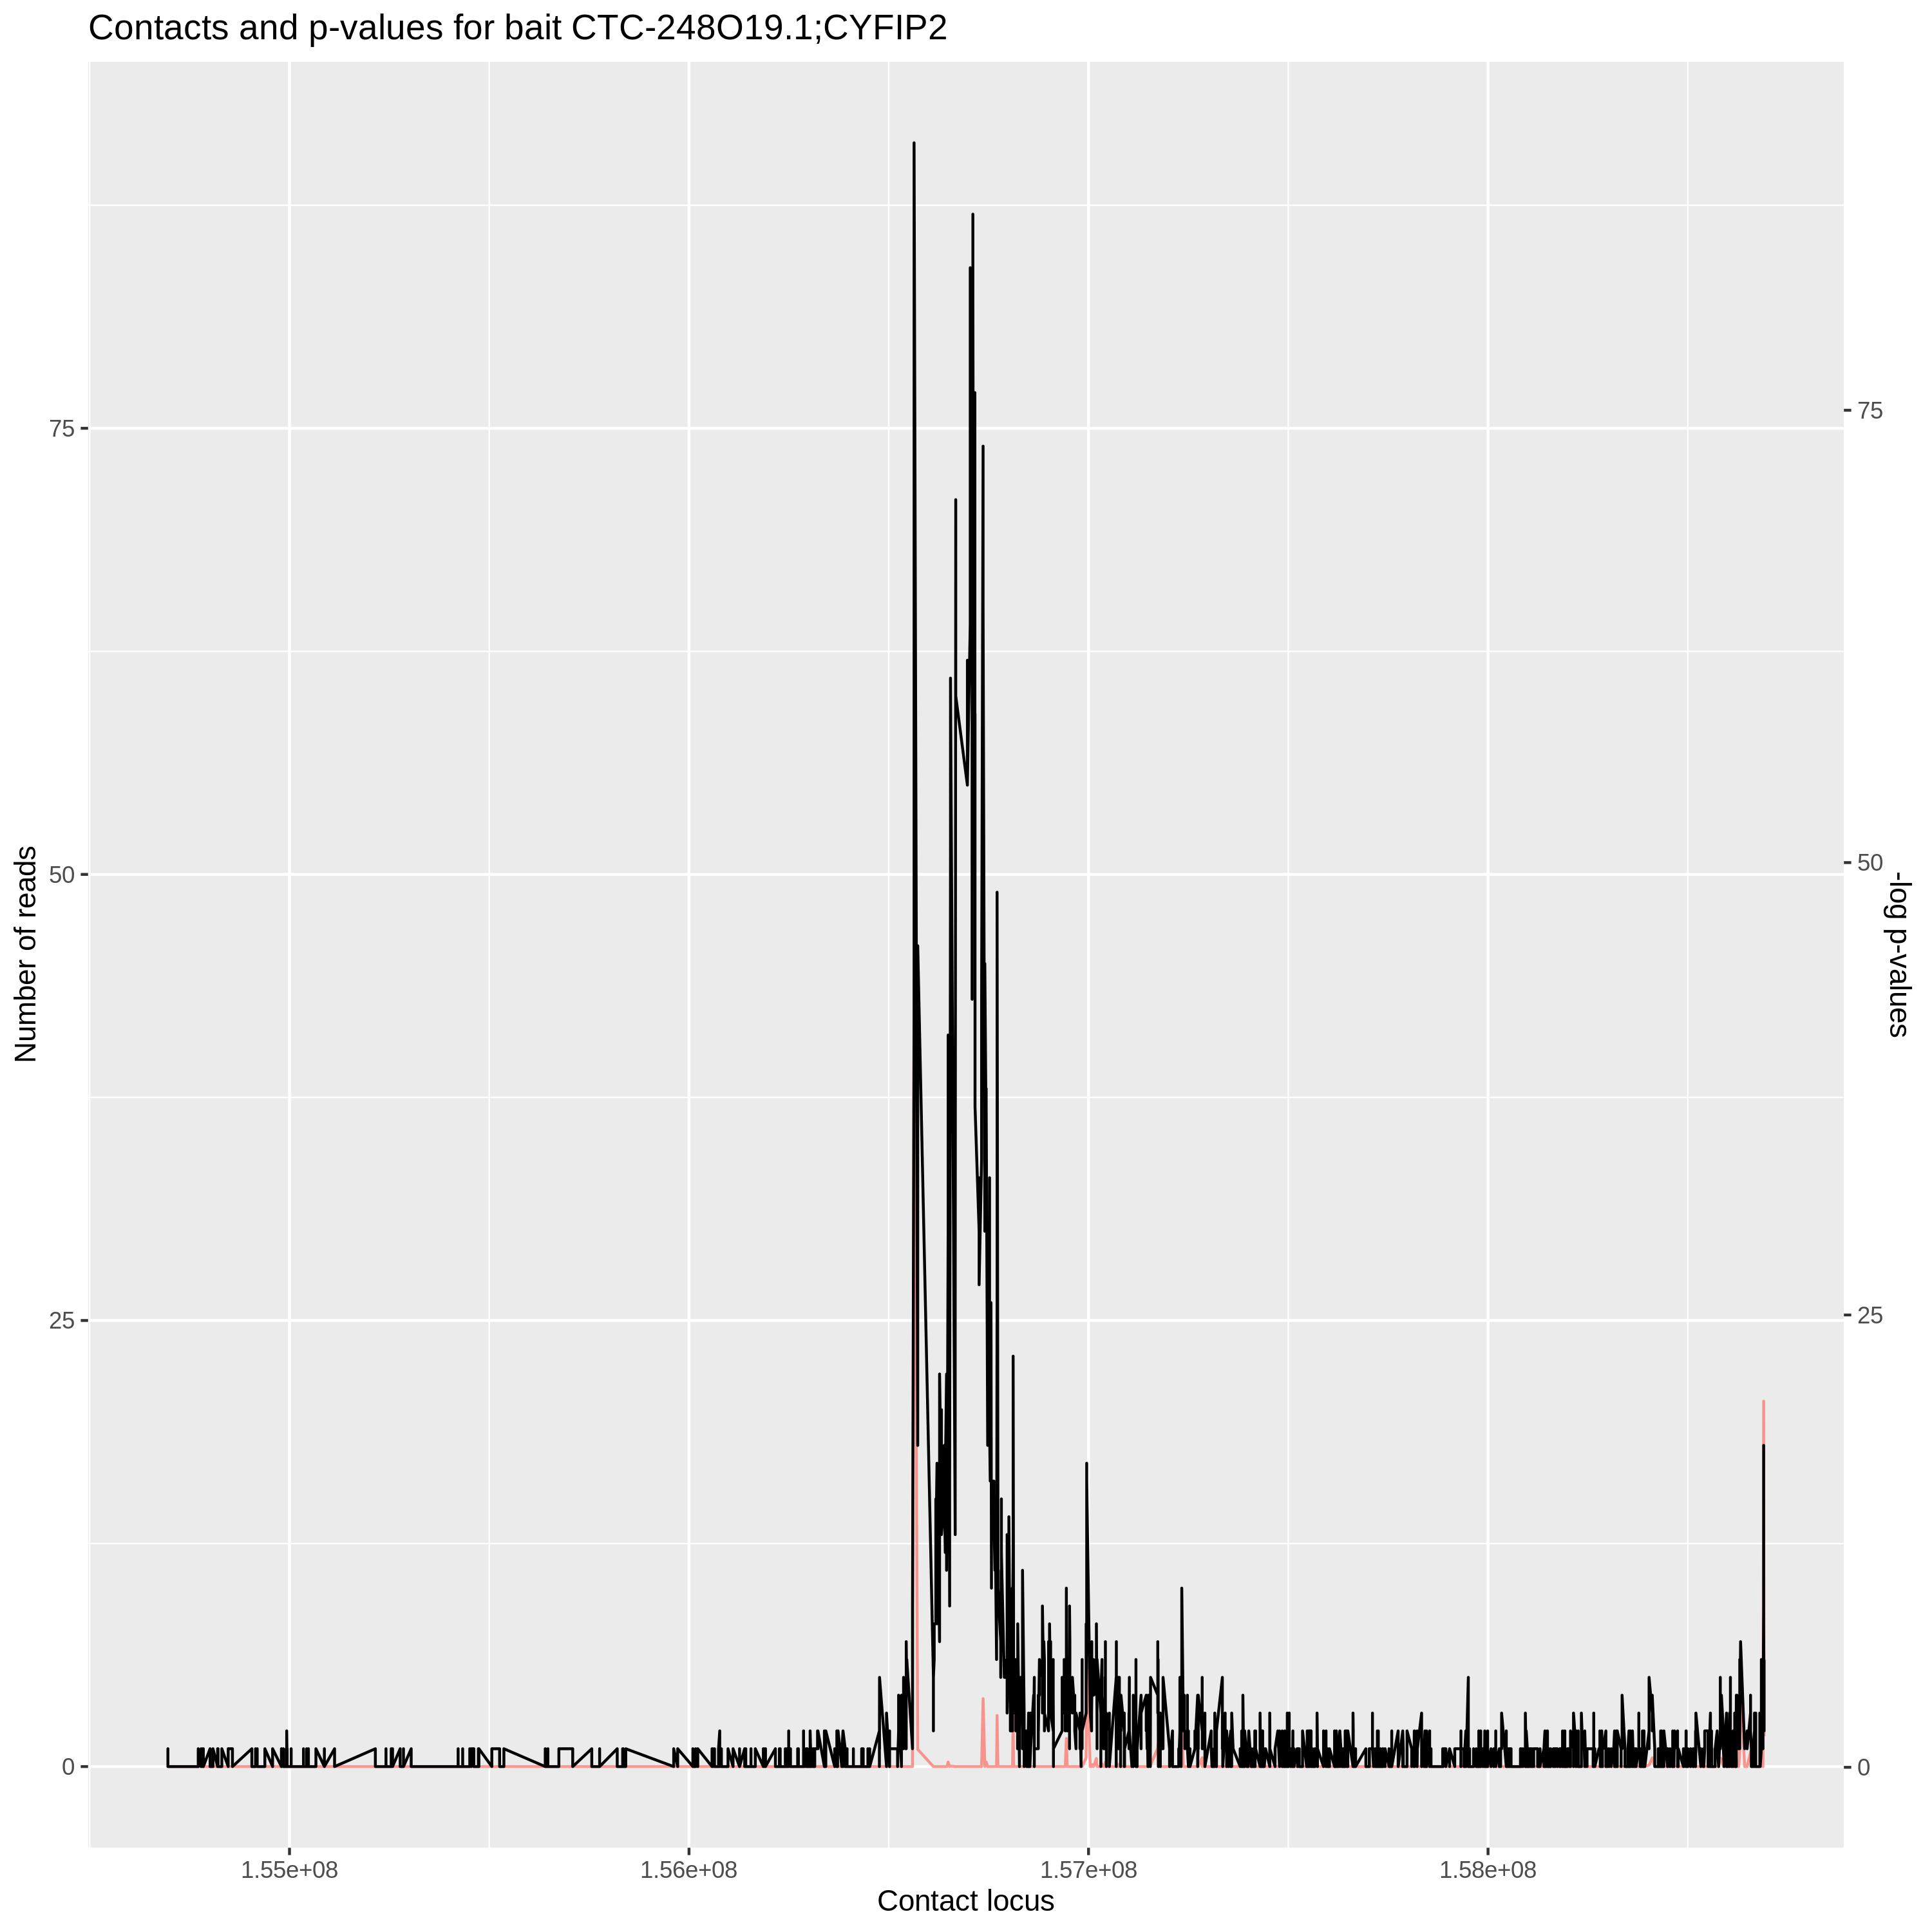 Contacts and p-values for bait CTC-248O19.1;CYFIP2
75
50
25
0
Number of reads
75
50
25
0
-log p-values
1.55e+08
1.56e+08
1.57e+08
1.58e+08
Contact locus